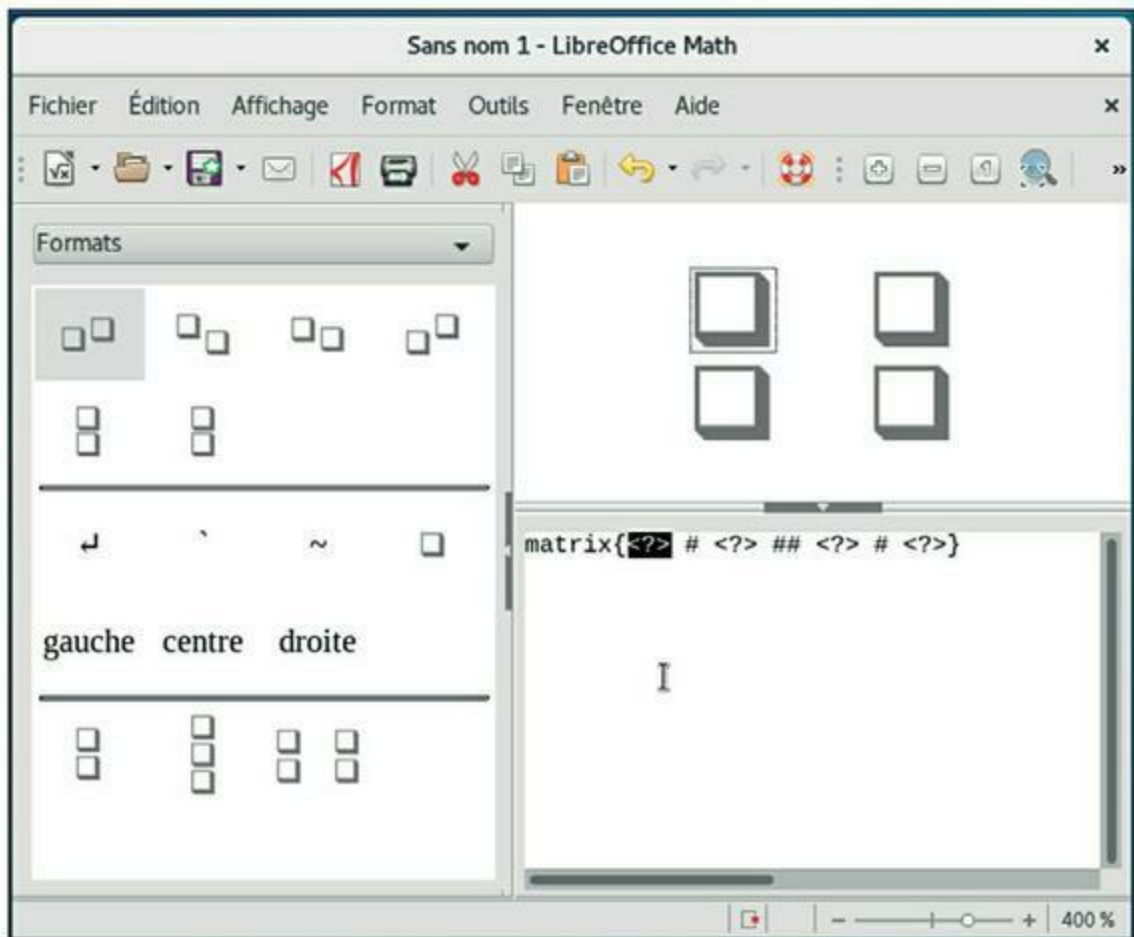 Sans nom 1 - LibreOffice Math
Fichier Édition Affichage Format Outils Fenêtre Aide
Formats
gauche centre droite
matrix{<?> # <?> ## <?> # <?>}
400 %